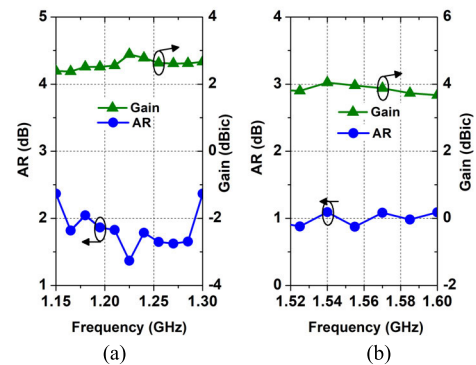 5
4
3
2
1
AR (dB)
4
2
0
-2
-4
Gain (dBic)
Gain
AR
1.15 1.20 1.25 1.30
Frequency (GHz)
(a)
4
3
2
1
0
AR (dB)
6
4
2
0
-2
Gain (dBic)
Gain
AR
1.52 1.54 1.56 1.58 1.60
Frequency (GHz)
(b)